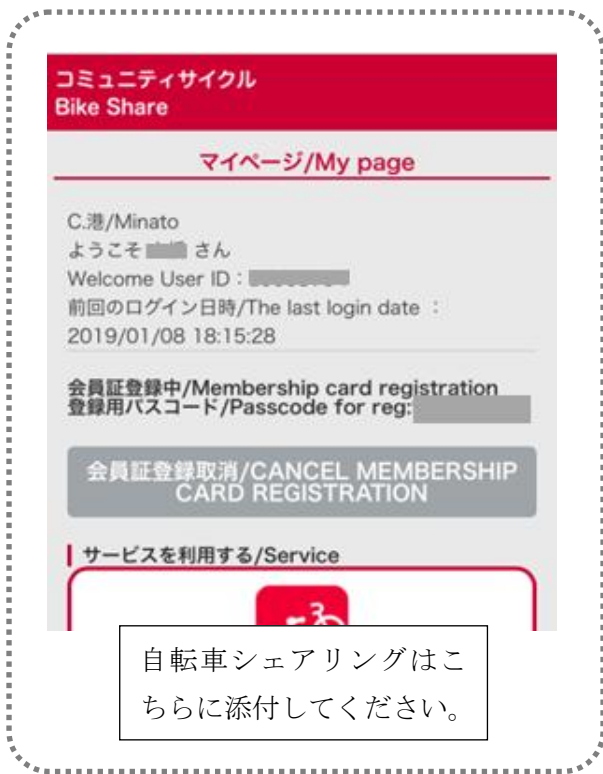 コミュニティサイクル
Bike Share
マイページ/My page
C.港/Minato
ようこそ さん
Welcome User ID：
前回のログイン日時/The last login date ：
2019/01/08 18:15:28
会員証登録中/Membership card registration
登録用パスコード/Passcode for reg:
会員証登録取消/CANCEL MEMBERSHIP
CARD REGISTRATION
サービスを利用する/Service
自転車シェアリングはこ
ちらに添付してください。